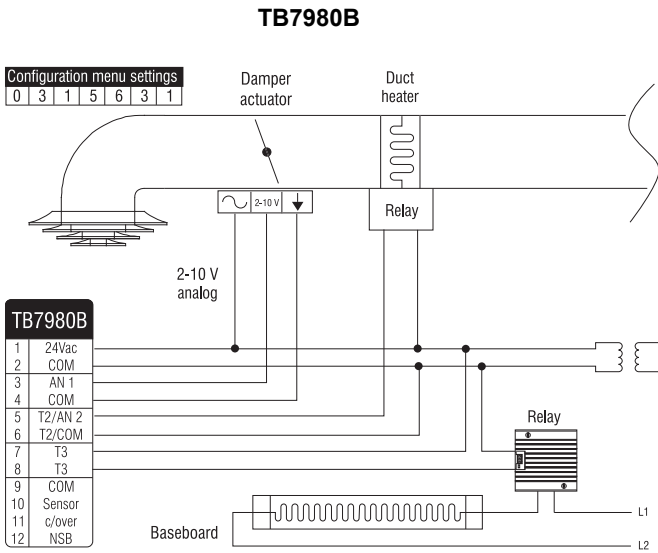 TB7980B
Configuration menu settings
0 3 1 5 6 3 1
Damper
actuator
Duct
heater
2-10 V
Relay
2-10 V
analog
TB7980B
1 24Vac
2 COM
3 AN 1
4 COM
5 T2/AN 2
6 T2/COM
7 T3
8 T3
9 COM
10 Sensor
11 c/over
12 NSB
Relay
Baseboard
L1
L2